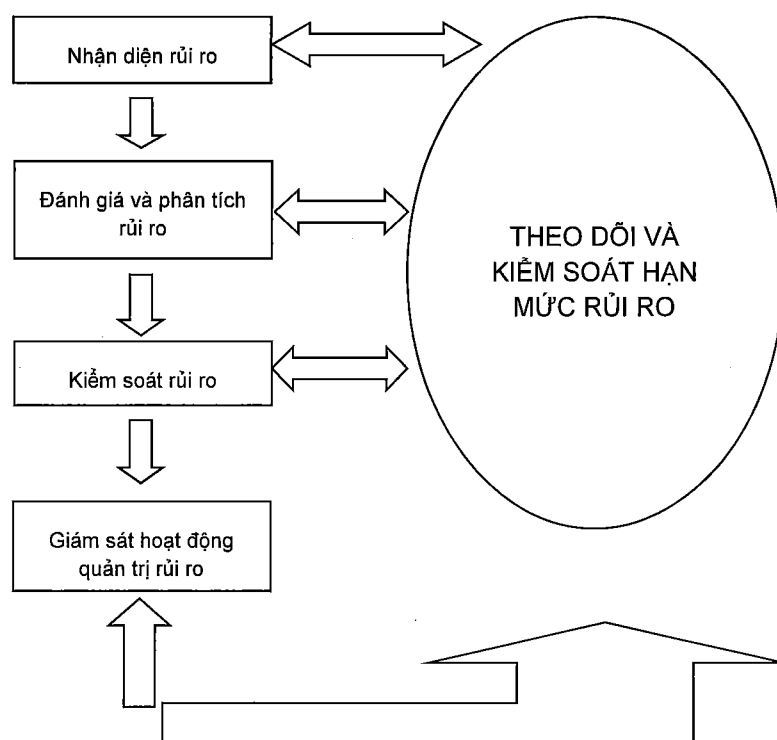 Nhận diện rủi ro
Đánh giá và phân tích
rủi ro
Kiểm soát rủi ro
Giám sát hoạt động
quản trị rủi ro
THEO DÕI VÀ
KIỂM SOÁT HẠN
MỨC RỦI RO